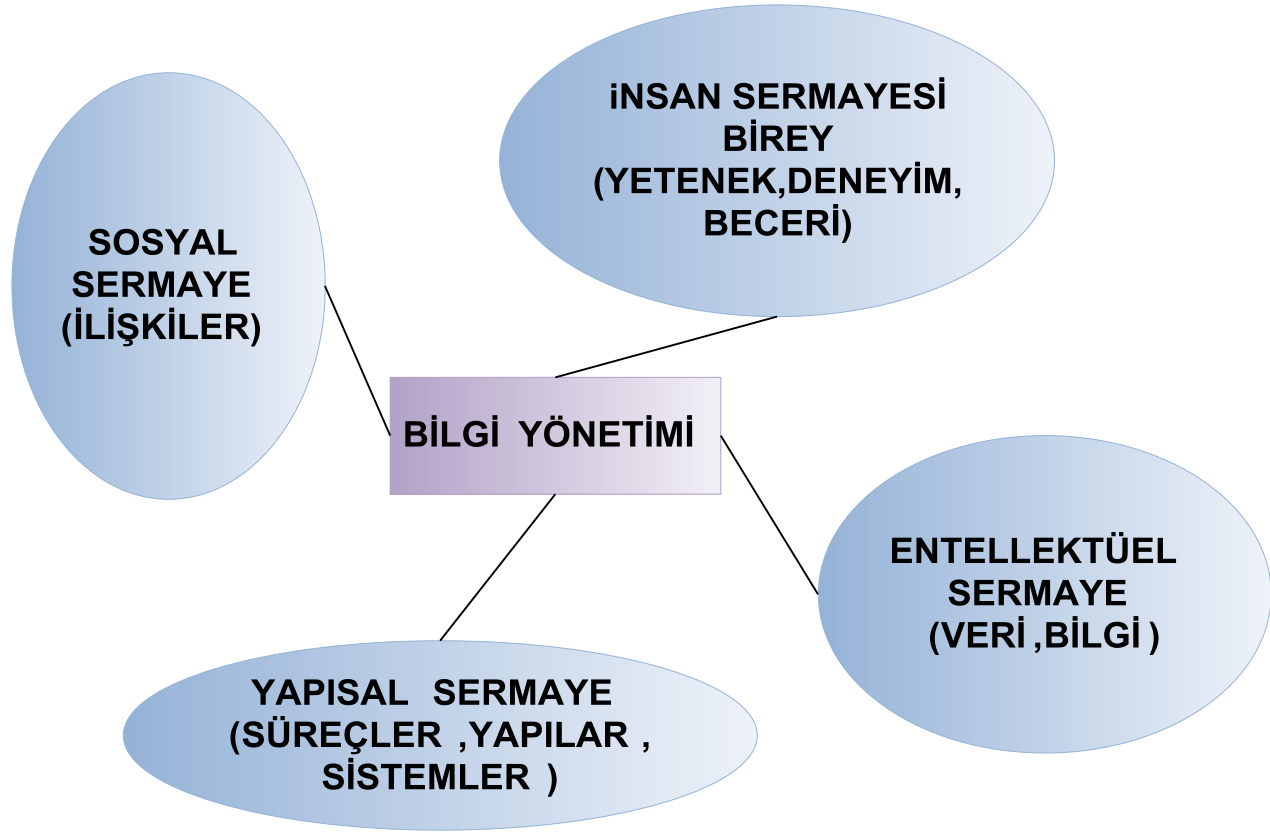 iNSAN SERMAYESİ
BİREY
(YETENEK,DENEYİM,
BECERİ)
SOSYAL
SERMAYE
(İLİŞKİLER)
BİLGİ YÖNETİMİ
ENTELLEKTÜEL
SERMAYE
(VERİ ,BİLGİ )
YAPISAL SERMAYE
(SÜREÇLER ,YAPILAR ,
SİSTEMLER )